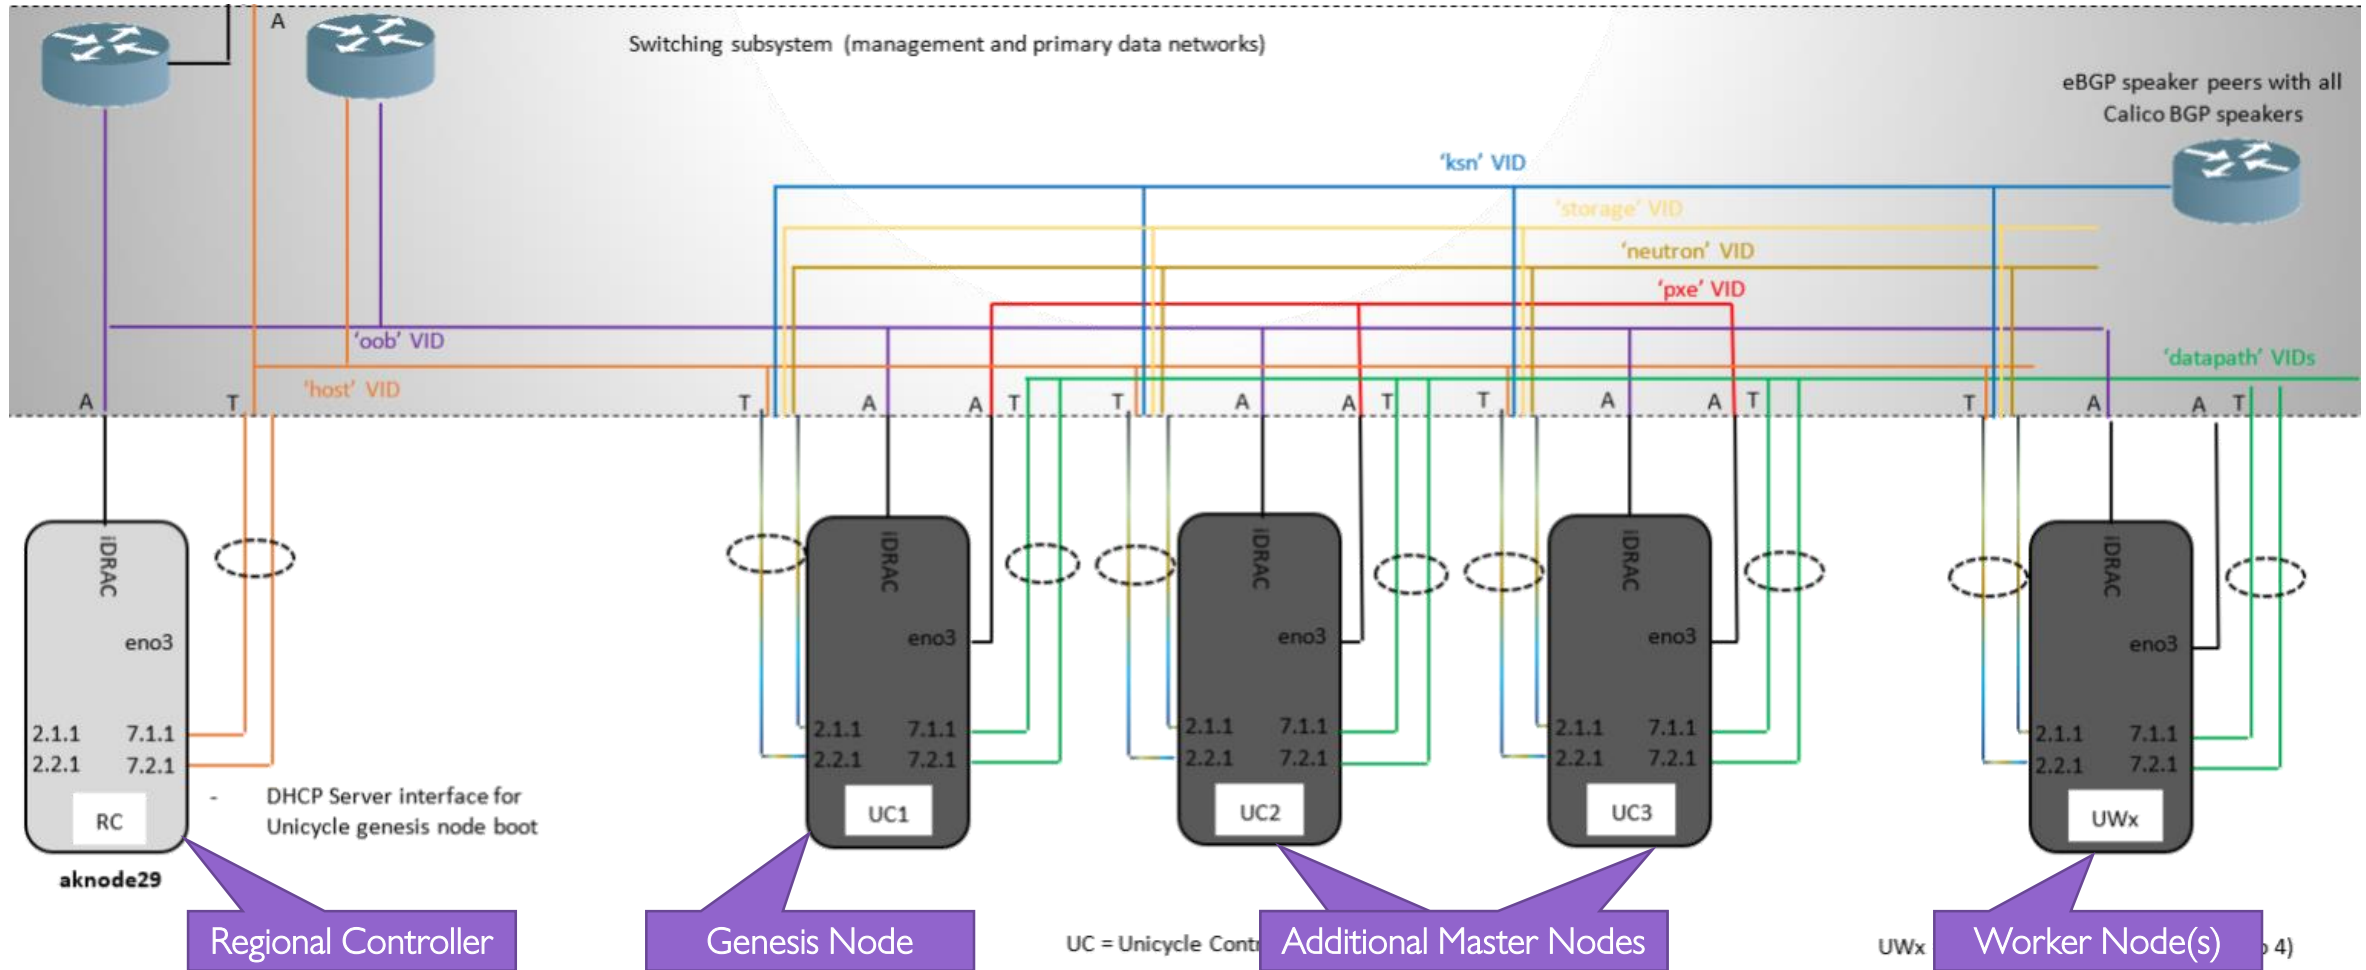 A
Switching subsystem (management and primary data networks)
eBGP speaker peers with all
Calico BGP speakers
‘ksn’ VID
‘storage’ VID
‘neutron’ VID
‘pxe’ VID
‘oob’ VID
‘datapath’ VIDs
‘host’ VID
A T T A A T T A A T T A A T T A A T
iDRAC iDRAC iDRAC iDRAC iDRAC
eno3 eno3 eno3 eno3 eno3
2.1.1 7.1.1 2.1.1 7.1.1 2.1.1 7.1.1 2.1.1 7.1.1 2.1.1 7.1.1
2.2.1 7.2.1 2.2.1 7.2.1 2.2.1 7.2.1 2.2.1 7.2.1 2.2.1 7.2.1
RC
- DHCP Server interface for
Unicycle genesis node boot
UC1
UC2
UC3
UWx
aknode29
Regional Controller
Genesis Node
UC = Unicycle
Additional Master Nodes
UWx
Worker Node(s)
4)